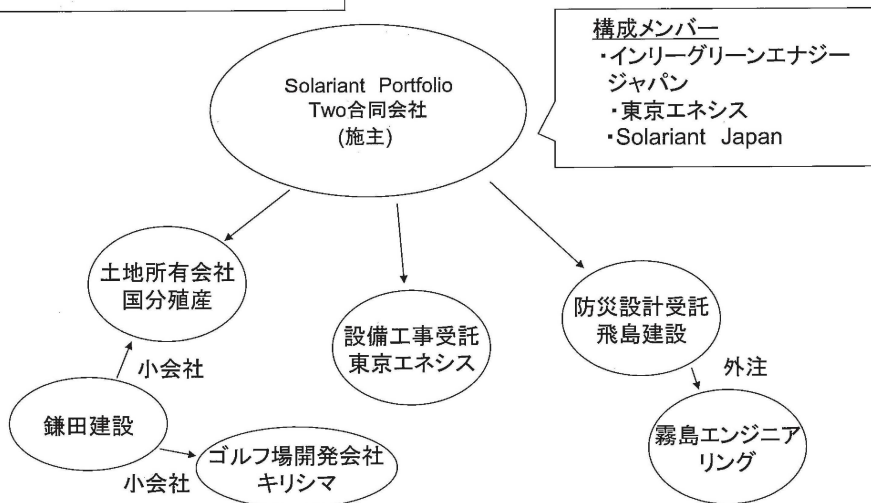 Solariant Portfolio
Two合同会社
(施主)
構成メンバー
・インリーグリーンエナジー
ジャパン
・東京エネシス
・Solariant Japan
土地所有会社
国分殖産
設備工事受託
東京エネシス
防災設計受託
飛島建設
小会社
外注
鎌田建設
霧島エンジニア
リング
小会社
ゴルフ場開発会社
キリシマ